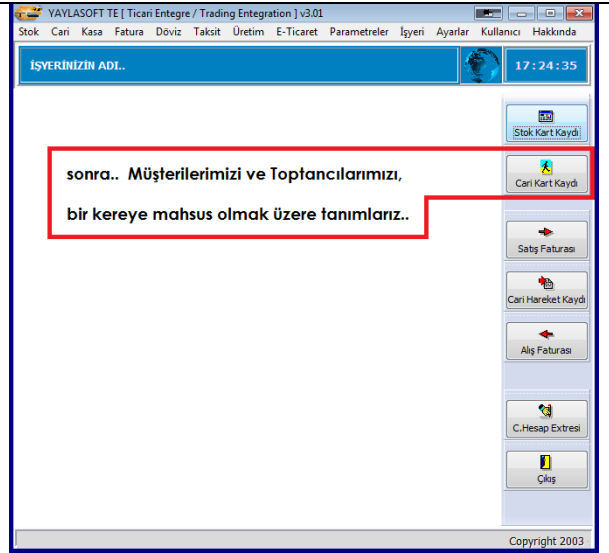 YAYLASOFT TE [ Ticari Entegre / Trading Entegration ] v3.01
Stok Cari Kasa Fatura Döviz Taksit Üretim E-Ticaret Parametreler İşyeri Ayarlar Kullanıcı Hakkında
İŞYERİNİZİN ADI..
17:24:35
Stok Kart Kaydı
sonra.. Müşterilerimizi ve Toptancılarımızı,
Cari Kart Kaydı
bir kereye mahsus olmak üzere tanımlarız..
Satış Faturası
Cari Hareket Kaydı
Alış Faturası
C.Hesap Extresi
Çıkış
Copyright 2003